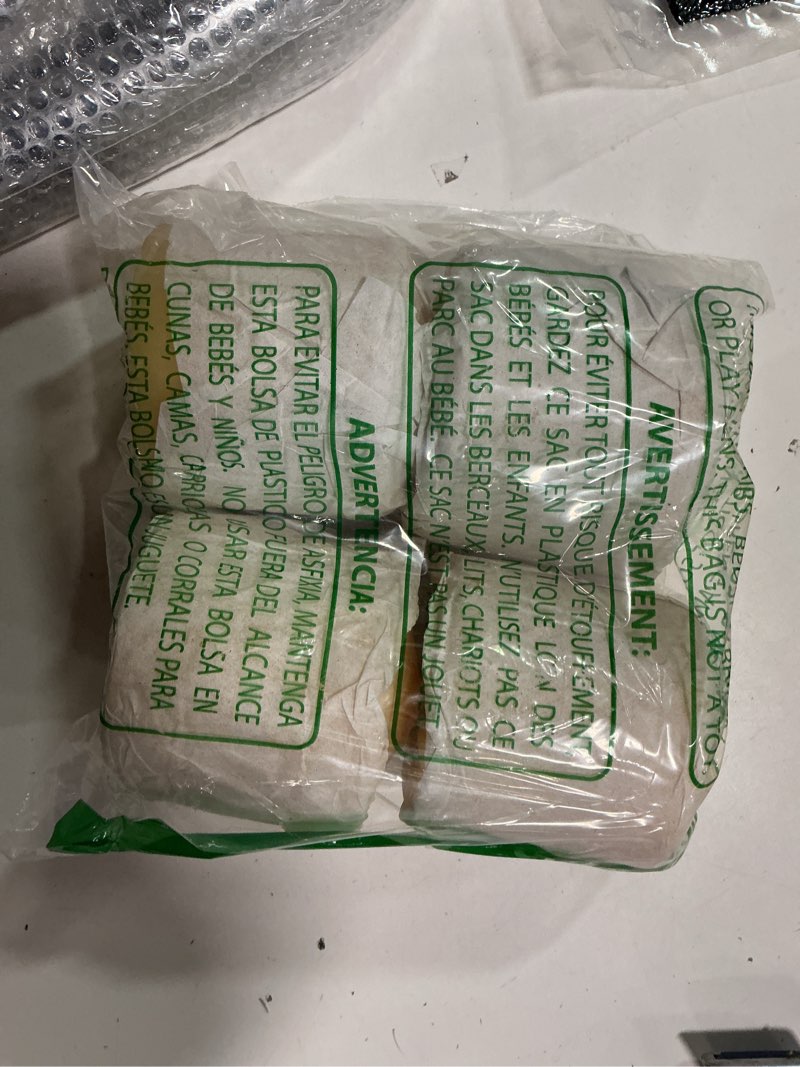 OR PLAY
THIS BAG IS NOT A TOY.
AVERTISSEMENT:
POUR ÉVITER TOUT RISQUE D'ÉTOUFFEMENT
GARDEZ CE SAC EN PLASTIQUE LOIN DES
BÉBÉS ET LES ENFANTS. N'UTILISEZ PAS CE
SAC DANS LES BERCEAUX, LITS, CHARIOTS OU
PARC AU BÉBÉ. CE SAC N'EST PAS UN JOUET.
ADVERTENCIA:
PARA EVITAR EL PELIGRO DE ASFIXIA, MANTENGA
ESTA BOLSA DE PLASTICO FUERA DEL ALCANCE
DE BEBÉS Y NIÑOS. NO USAR ESTA BOLSA EN
CUNAS, CAMAS, CARRIOLAS O CORRALES PARA
BEBÉS. ESTA BOLSA NO ES UN JUGUETE.